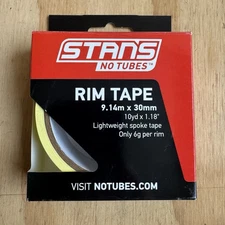 STANS
NO TUBES™
RIM TAPE
9.14m x 30mm
10yd x 1.18"
Lightweight spoke tape
Only 6g per rim
VISIT NOTUBES.COM